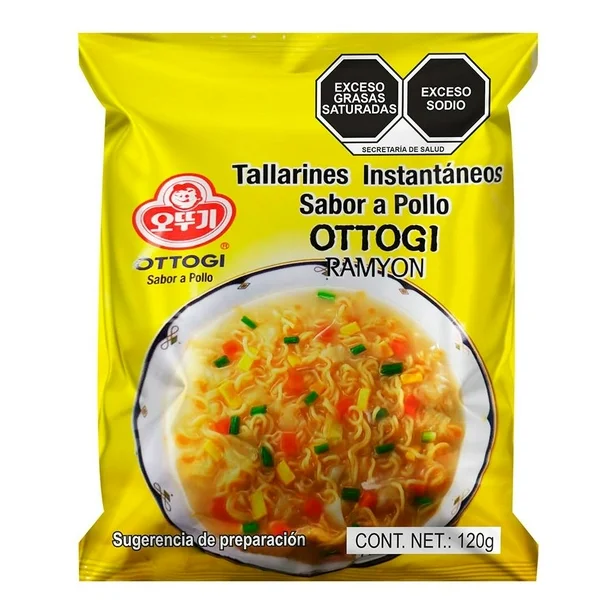 EXCESO
GRASAS
SATURADAS
EXCESO
SODIO
SECRETARÍA DE SALUD
Tallarines Instantáneos
Sabor a Pollo
OTTOGI
RAMYON
오뚜기
OTTOGI®
Sabor a Pollo
Sugerencia de preparación
CONT. NET.: 120g